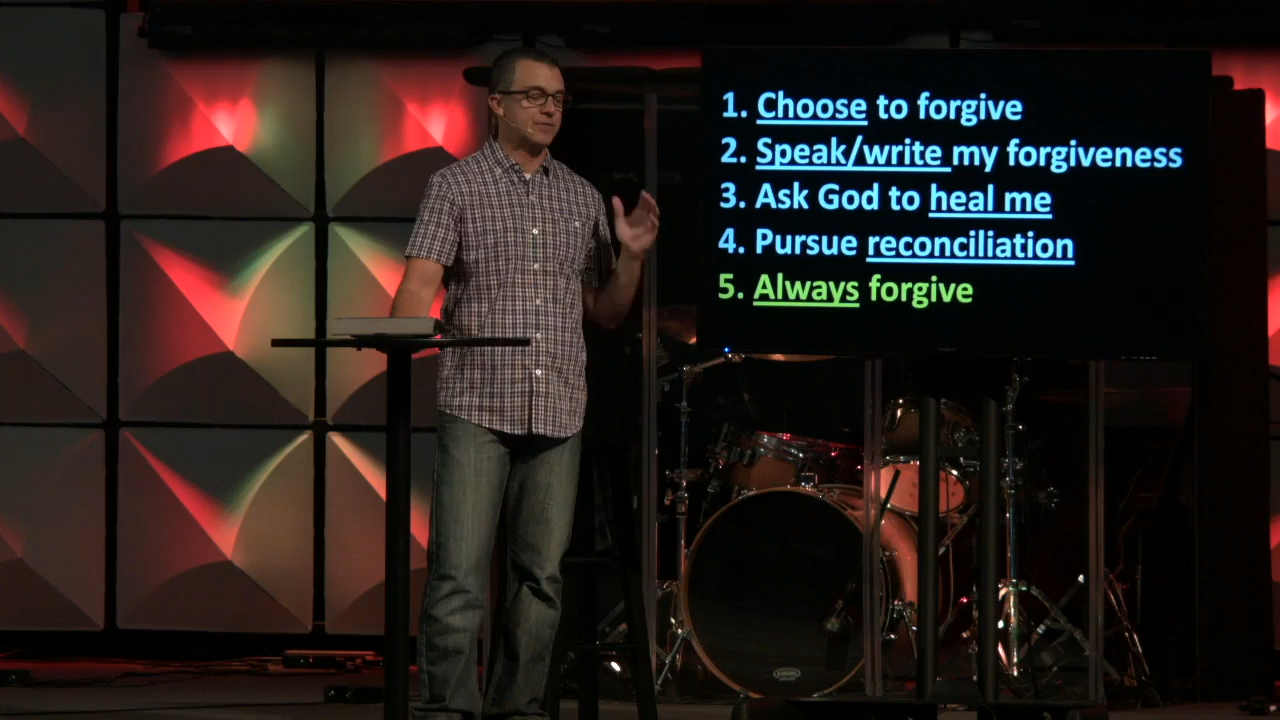 1. Choose to forgive
2. Speak/write my forgiveness
3. Ask God to heal me
4. Pursue reconciliation
5. Always forgive